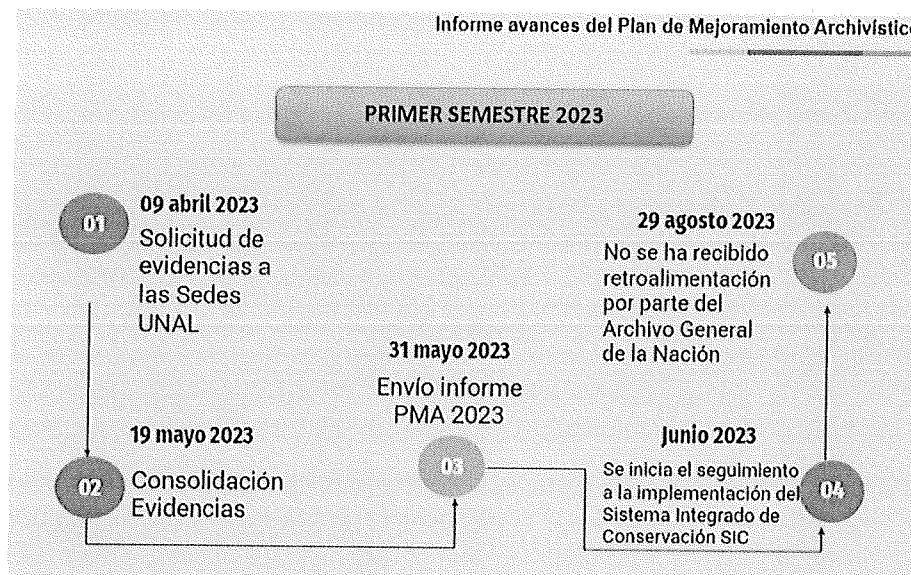 Informe avances del Plan de Mejoramiento Archivístico
PRIMER SEMESTRE 2023
01
09 abril 2023
Solicitud de
evidencias a
las Sedes
UNAL
02
19 mayo 2023
Consolidación
Evidencias
31 mayo 2023
Envío informe
PMA 2023
03
Junio 2023
Se inicia el seguimiento
a la implementación del
Sistema Integrado de
Conservación SIC
04
29 agosto 2023
No se ha recibido
retroalimentación
por parte del
Archivo General
de la Nación
05